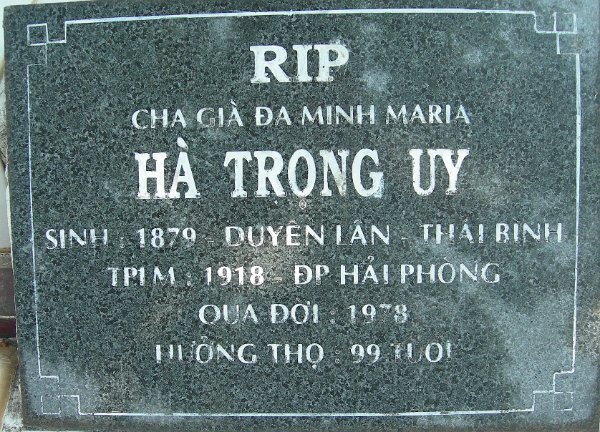 RIP
CHA GIÀ ĐA MINH MARIA
HÀ TRỌNG UY
SINH : 1879 - DUYÊN LÃN - THÁI BÌNH
TPLM : 1918 - ĐP HẢI PHÒNG
QUA ĐỜI : 1978
HƯỞNG THỌ : 99 TUỔI